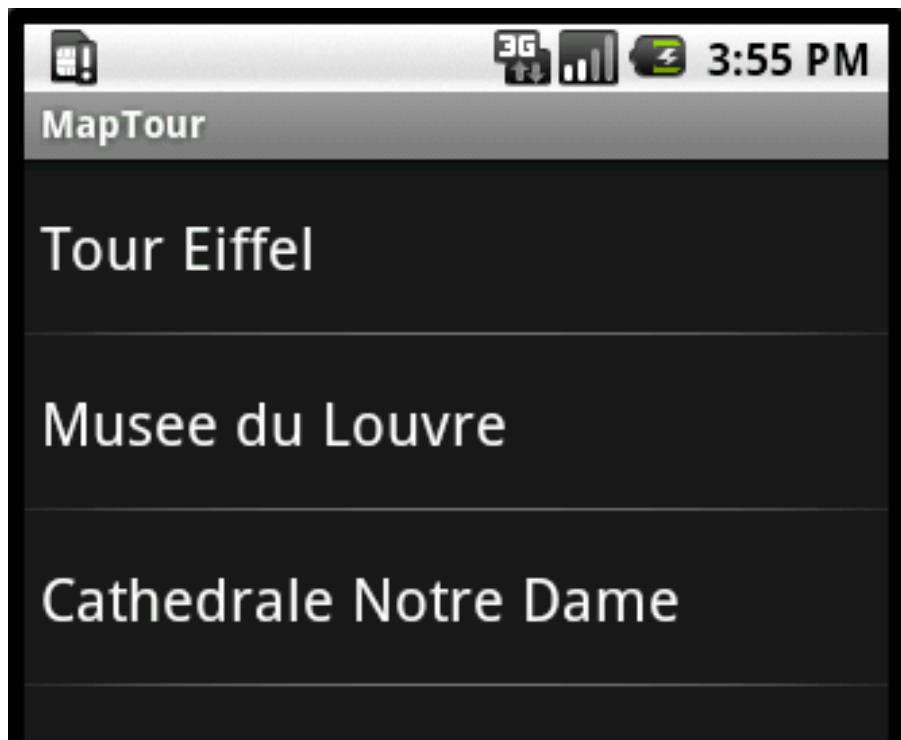 3G 3:55 PM
MapTour
Tour Eiffel
Musee du Louvre
Cathedrale Notre Dame